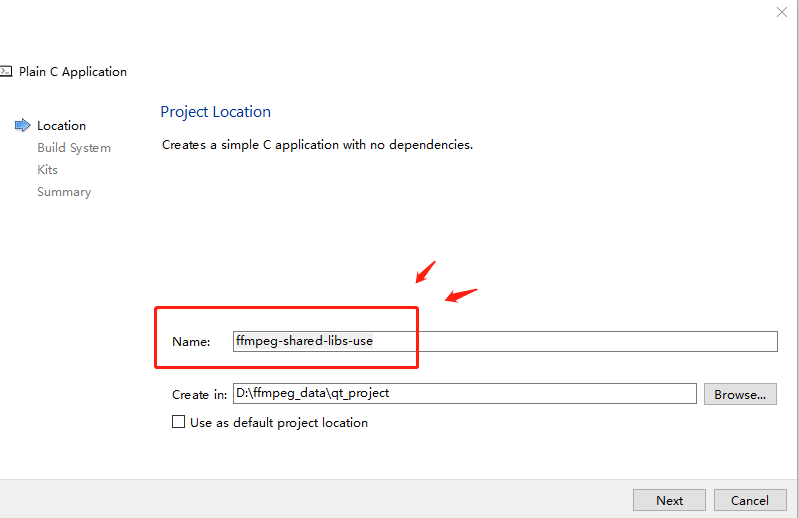 Plain C Application
Location
Build System
Kits
Summary
Project Location
Creates a simple C application with no dependencies.
Name: ffmpeg-shared-libs-use
Create in: D:\ffmpeg_data\qt_project Browse...
Use as default project location
Next Cancel